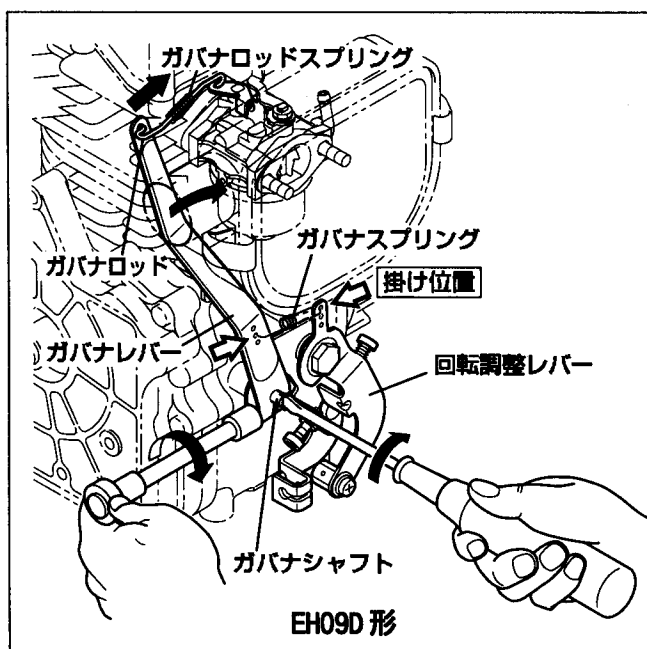 ガバナロッドスプリング
ガバナスプリング
ガバナロッド
掛け位置
ガバナレバー
回転調整レバー
ガバナシャフト
EH09D 形